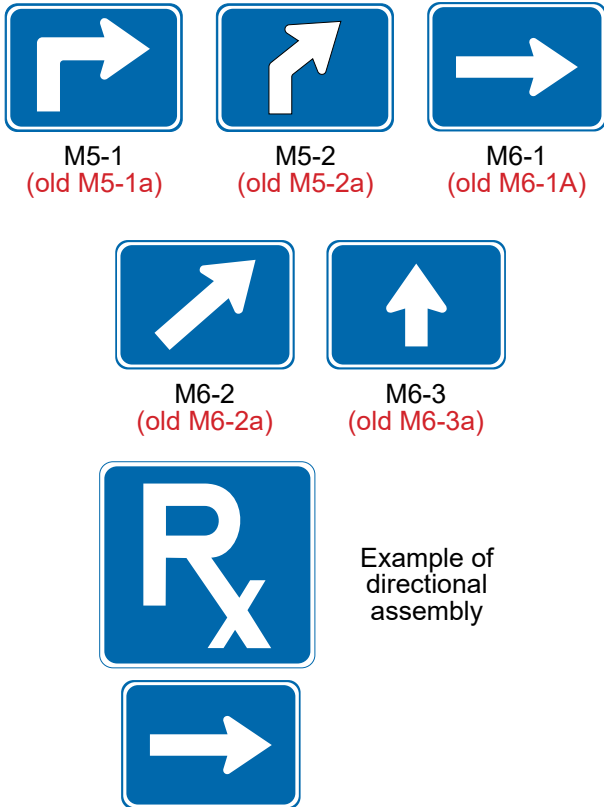 M5-1
(old M5-1a)
M5-2
(old M5-2a)
M6-1
(old M6-1A)
M6-2
(old M6-2a)
M6-3
(old M6-3a)
Rx
Example of
directional
assembly